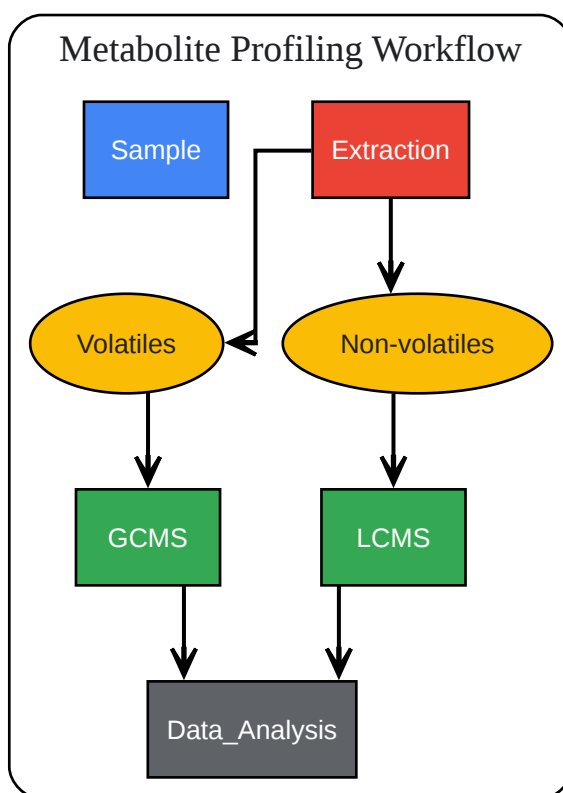 Metabolite Profiling Workflow
Sample
Extraction
Volatiles
Non-volatiles
GCMS
LCMS
Data_Analysis